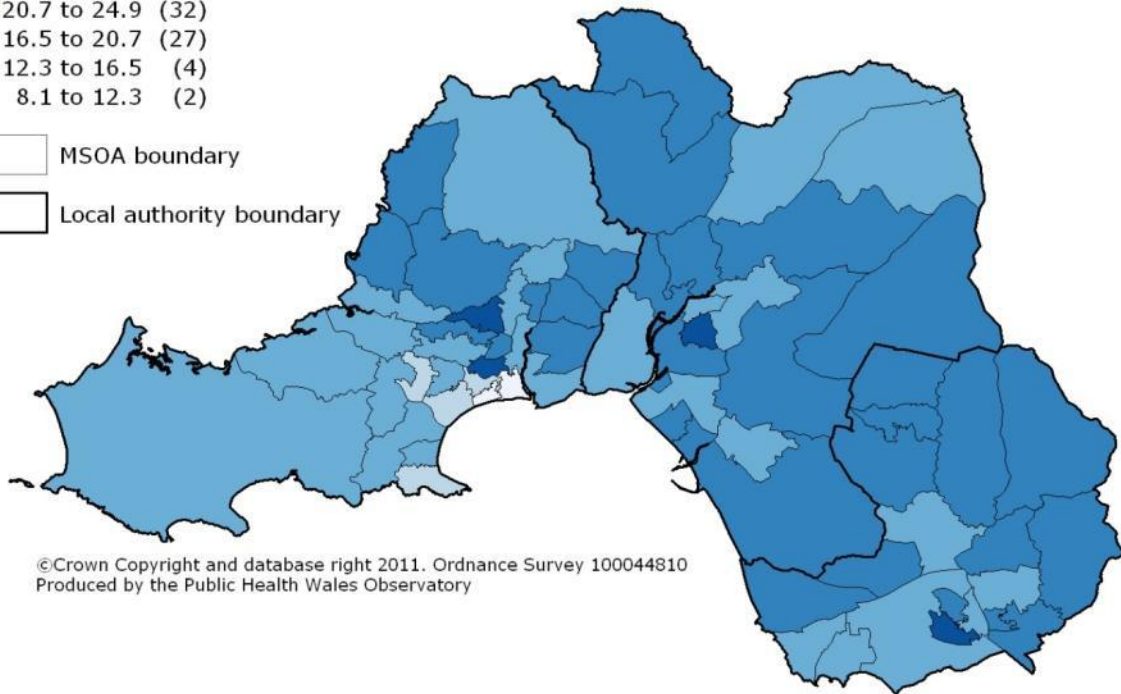 20.7 to 24.9 (32)
16.5 to 20.7 (27)
12.3 to 16.5 (4)
8.1 to 12.3 (2)
MSOA boundary
Local authority boundary
©Crown Copyright and database right 2011. Ordnance Survey 100044810
Produced by the Public Health Wales Observatory